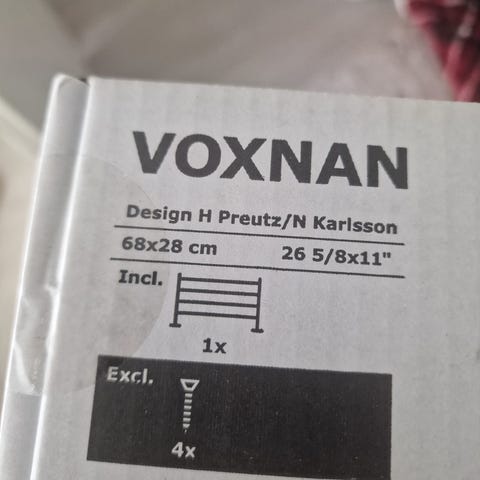 VOXNAN
Design H Preutz/N Karlsson
68x28 cm 26 5/8x11"
Incl.
1x
Excl.
4x